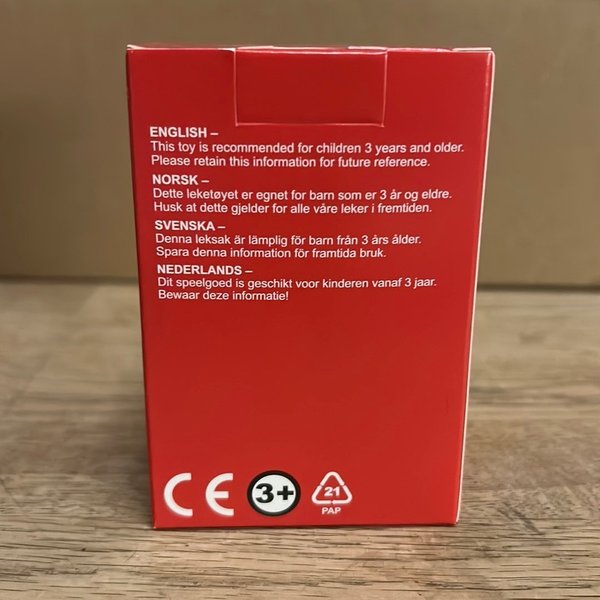 ENGLISH –
This toy is recommended for children 3 years and older.
Please retain this information for future reference.
NORSK –
Dette leketøyet er egnet for barn som er 3 år og eldre.
Husk at dette gjelder for alle våre leker i fremtiden.
SVENSKA –
Denna leksak är lämplig för barn från 3 års ålder.
Spara denna information för framtida bruk.
NEDERLANDS –
Dit speelgoed is geschikt voor kinderen vanaf 3 jaar.
Bewaar deze informatie!
CE 3+ 21
PAP